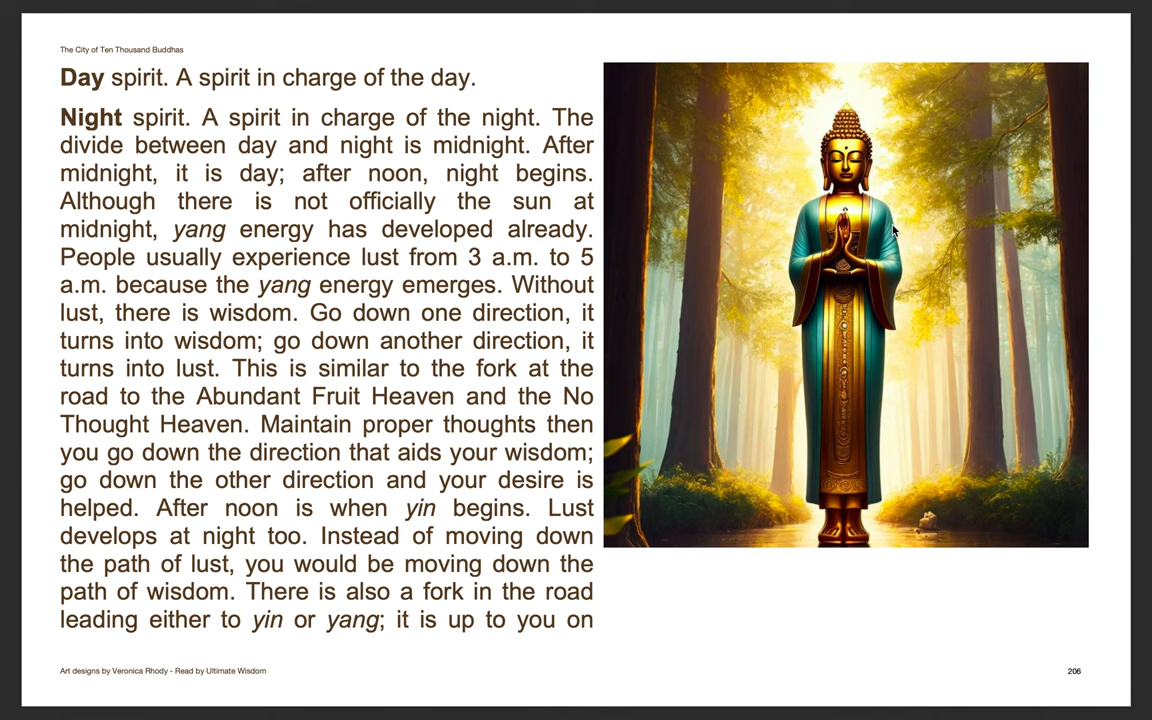 The City of Ten Thousand Buddhas
Day spirit. A spirit in charge of the day.
Night spirit. A spirit in charge of the night. The
divide between day and night is midnight. After
midnight, it is day; after noon, night begins.
Although there is not officially the sun at
midnight, yang energy has developed already.
People usually experience lust from 3 a.m. to 5
a.m. because the yang energy emerges. Without
lust, there is wisdom. Go down one direction, it
turns into wisdom; go down another direction, it
turns into lust. This is similar to the fork at the
road to the Abundant Fruit Heaven and the No
Thought Heaven. Maintain proper thoughts then
you go down the direction that aids your wisdom;
go down the other direction and your desire is
helped. After noon is when yin begins. Lust
develops at night too. Instead of moving down
the path of lust, you would be moving down the
path of wisdom. There is also a fork in the road
leading either to yin or yang; it is up to you on
Art designs by Veronica Rhody - Read by Ultimate Wisdom
206